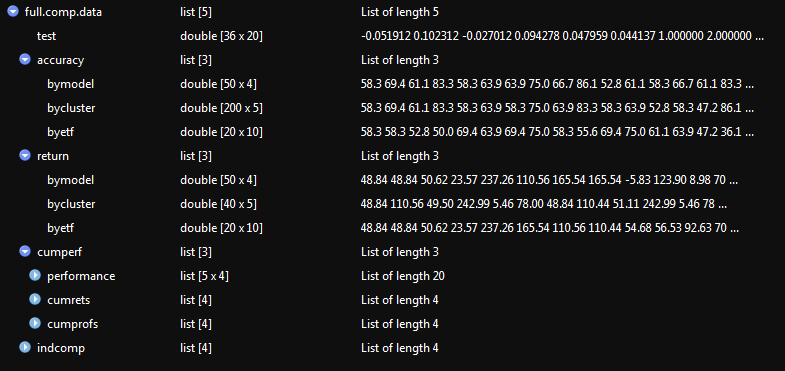 full.comp.data list [5] List of length 5
test double [36 x 20] -0.051912 0.102312 -0.027012 0.094278 0.047959 0.044137 1.000000 2.000000 ...
accuracy list [3] List of length 3
bymodel double [50 x 4] 58.3 69.4 61.1 83.3 58.3 63.9 63.9 75.0 66.7 86.1 52.8 61.1 58.3 66.7 61.1 83.3 ...
bycluster double [200 x 5] 58.3 69.4 61.1 83.3 58.3 63.9 58.3 75.0 63.9 83.3 58.3 63.9 52.8 58.3 47.2 86.1 ...
byetf double [20 x 10] 58.3 58.3 52.8 50.0 69.4 63.9 69.4 75.0 58.3 55.6 69.4 75.0 61.1 63.9 47.2 36.1 ...
return list [3] List of length 3
bymodel double [50 x 4] 48.84 48.84 50.62 23.57 237.26 110.56 165.54 165.54 -5.83 123.90 8.98 70 ...
bycluster double [40 x 5] 48.84 110.56 49.50 242.99 5.46 78.00 48.84 110.44 51.11 242.99 5.46 78 ...
byetf double [20 x 10] 48.84 48.84 50.62 23.57 237.26 165.54 110.56 110.44 54.68 56.53 92.63 70 ...
cumperf list [3] List of length 3
performance list [5 x 4] List of length 20
cumrets list [4] List of length 4
cumprofs list [4] List of length 4
indcomp list [4] List of length 4